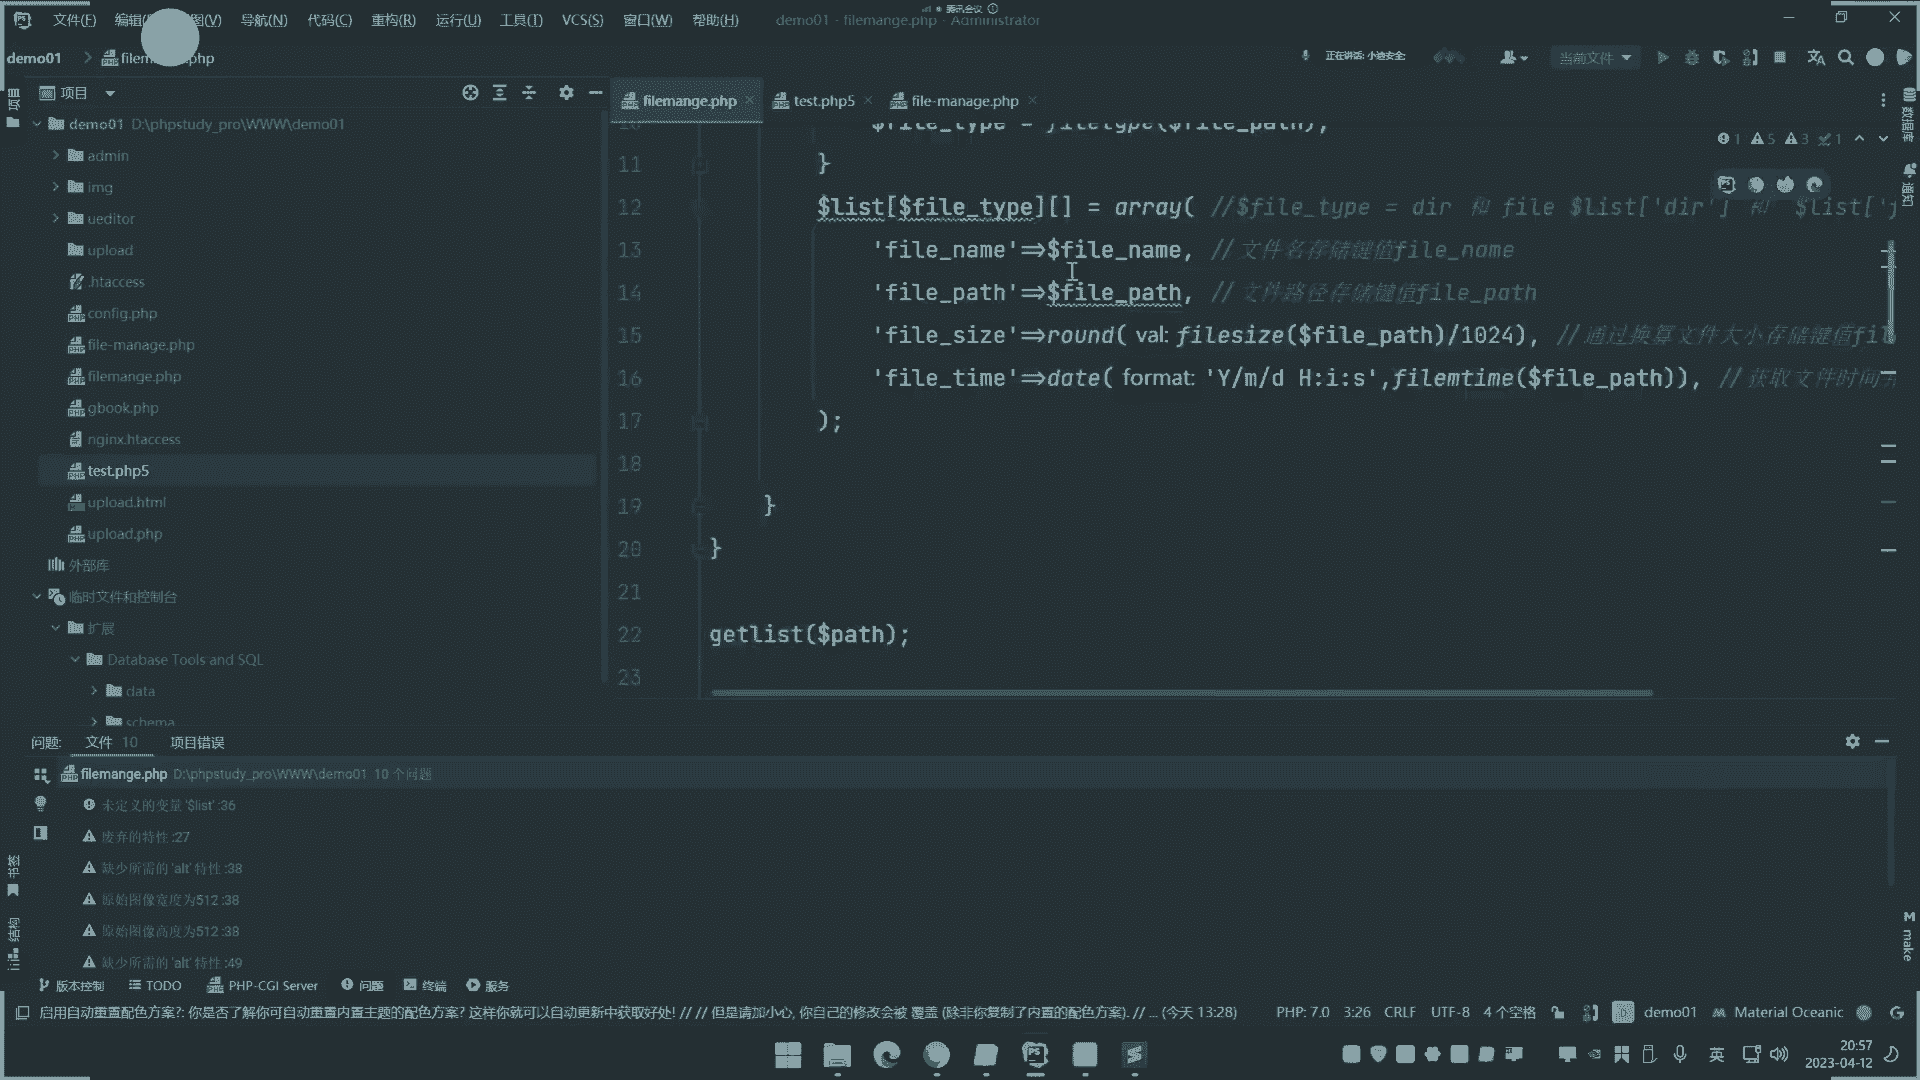 腾讯会议
文件(F) 编辑 图(V) 导航(N) 代码(C) 重构(R) 运行(U) 工具(T) VCS(S) 窗口(W) 帮助(H) demo01 - filemange.php - Administrator
demo01 filem php 正在讲话: 小迪安全; 当前文件
项目 项目 filemange.php test.php5 file-manage.php 数据库
demo01 D:\phpstudy_pro\WWW\demo01
admin
img
ueditor
upload
.htaccess
config.php
file-manage.php
filemange.php
gbook.php
nginx.htaccess
test.php5
upload.html
upload.php
外部库
临时文件和控制台
扩展
Database Tools and SQL
data
schema
10 $file_type = filetype($file_path);
1 5 3 1
11 }
12 $list[$file_type][] = array( //$file_type = dir 和 file $list['dir'] 和 $list['f
通知
13 'file_name'=>$file_name, //文件名存储键值file_name
14 'file_path'=>$file_path, //文件路径存储键值file_path
15 'file_size'=>round( val: filesize($file_path)/1024), //通过换算文件大小存储键值fil
16 'file_time'=>date( format: 'Y/m/d H:i:s',filemtime($file_path)), //获取文件时间
17 );
18
19 }
20 }
21
22 getlist($path);
23
问题: 文件 10 项目错误
filemange.php D:\phpstudy_pro\WWW\demo01 10 个问题
未定义的变量 '$list' :36
废弃的特性 :27
缺少所需的 'alt' 特性 :38
原始图像宽度为512 :38
原始图像高度为512 :38
缺少所需的 'alt' 特性 :49
书签
结构
make
版本控制 TODO PHP-CGI Server 问题 终端 服务
启用自动重置配色方案?: 你是否了解你可自动重置内置主题的配色方案? 这样你就可以自动更新中获取好处! // // 但是请加小心, 你自己的修改会被 覆盖 (除非你复制了内置的配色方案). // ... (今天 13:28) PHP: 7.0 3:26 CRLF UTF-8 4 个空格 demo01 Material Oceanic
英 20:57
2023-04-12